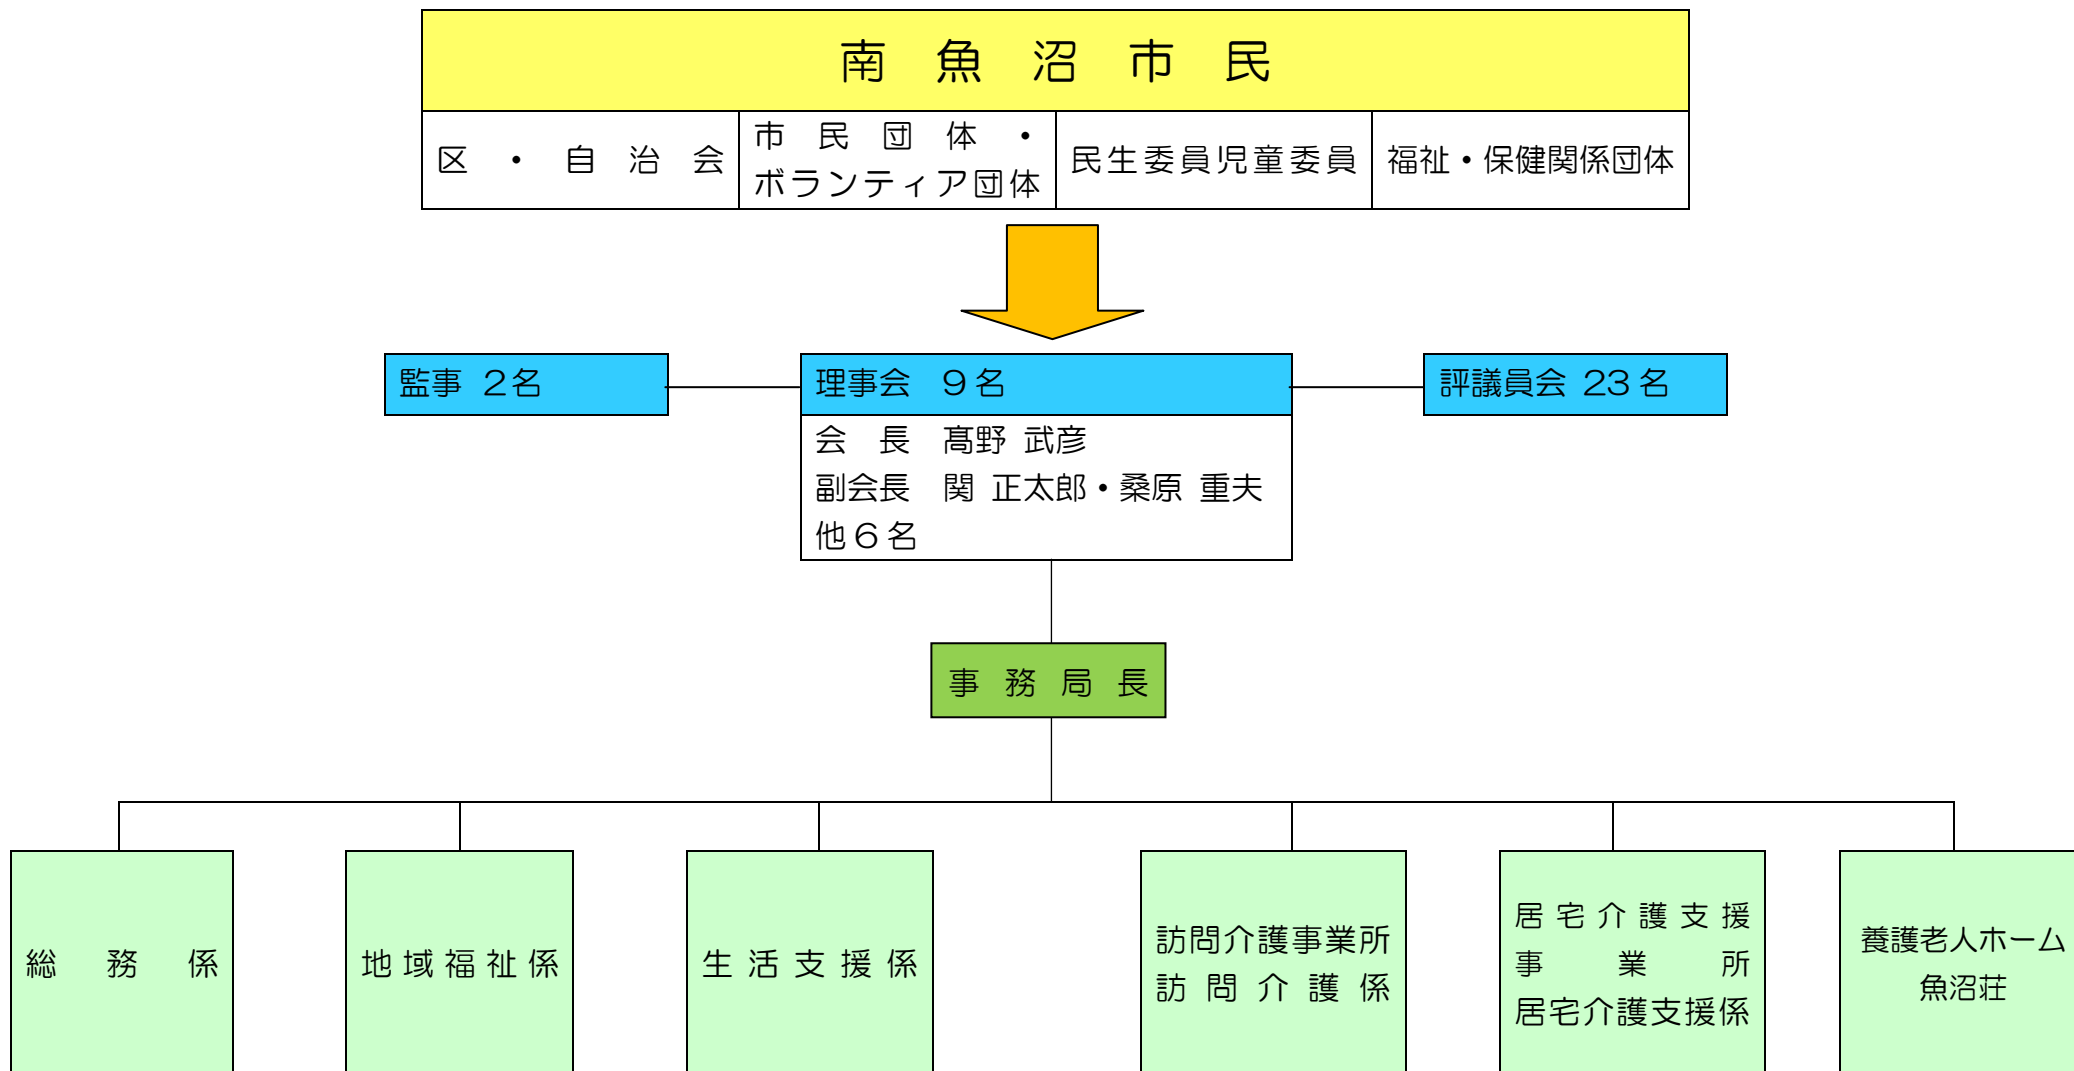 南魚沼市民
区・自治会
市民団体・
ボランティア団体
民生委員児童委員
福祉・保健関係団体
監事 2名
理事会 9名
評議員会 23名
会長 髙野 武彦
副会長 関 正太郎・桑原 重夫
他6名
事務局長
総務係
地域福祉係
生活支援係
訪問介護事業所
訪問介護係
居宅介護支援
事業所
居宅介護支援係
養護老人ホーム
魚沼荘